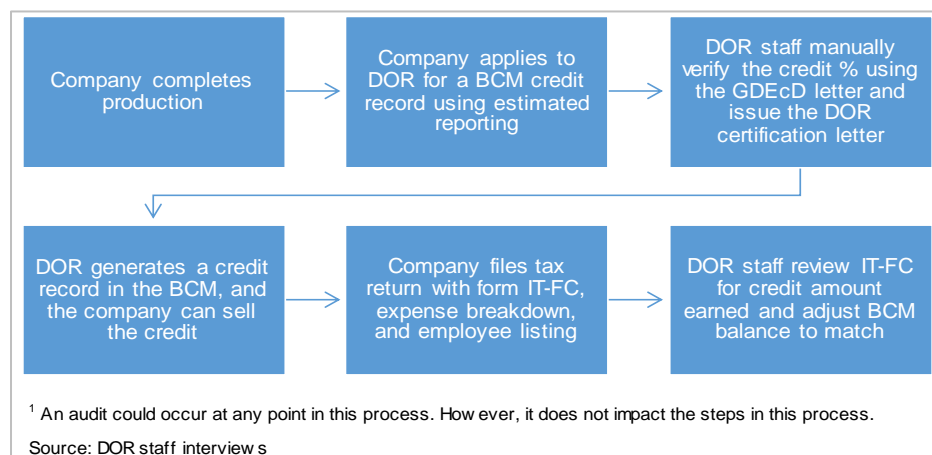 Company completes
production
Company applies to
DOR for a BCM credit
record using estimated
reporting
DOR staff manually
verify the credit % using
the GDEcD letter and
issue the DOR
certification letter
DOR generates a credit
record in the BCM, and
the company can sell
the credit
Company files tax
return with form IT-FC,
expense breakdown,
and employee listing
DOR staff review IT-FC
for credit amount
earned and adjust BCM
balance to match
1 An audit could occur at any point in this process. However, it does not impact the steps in this process.
Source: DOR staff interviews